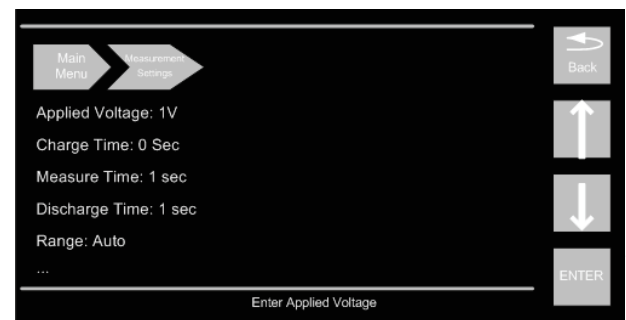 Main
Menu
Measurement
Settings
Back
Applied Voltage: 1V
Charge Time: 0 Sec
Measure Time: 1 sec
Discharge Time: 1 sec
Range: Auto
...
ENTER
Enter Applied Voltage